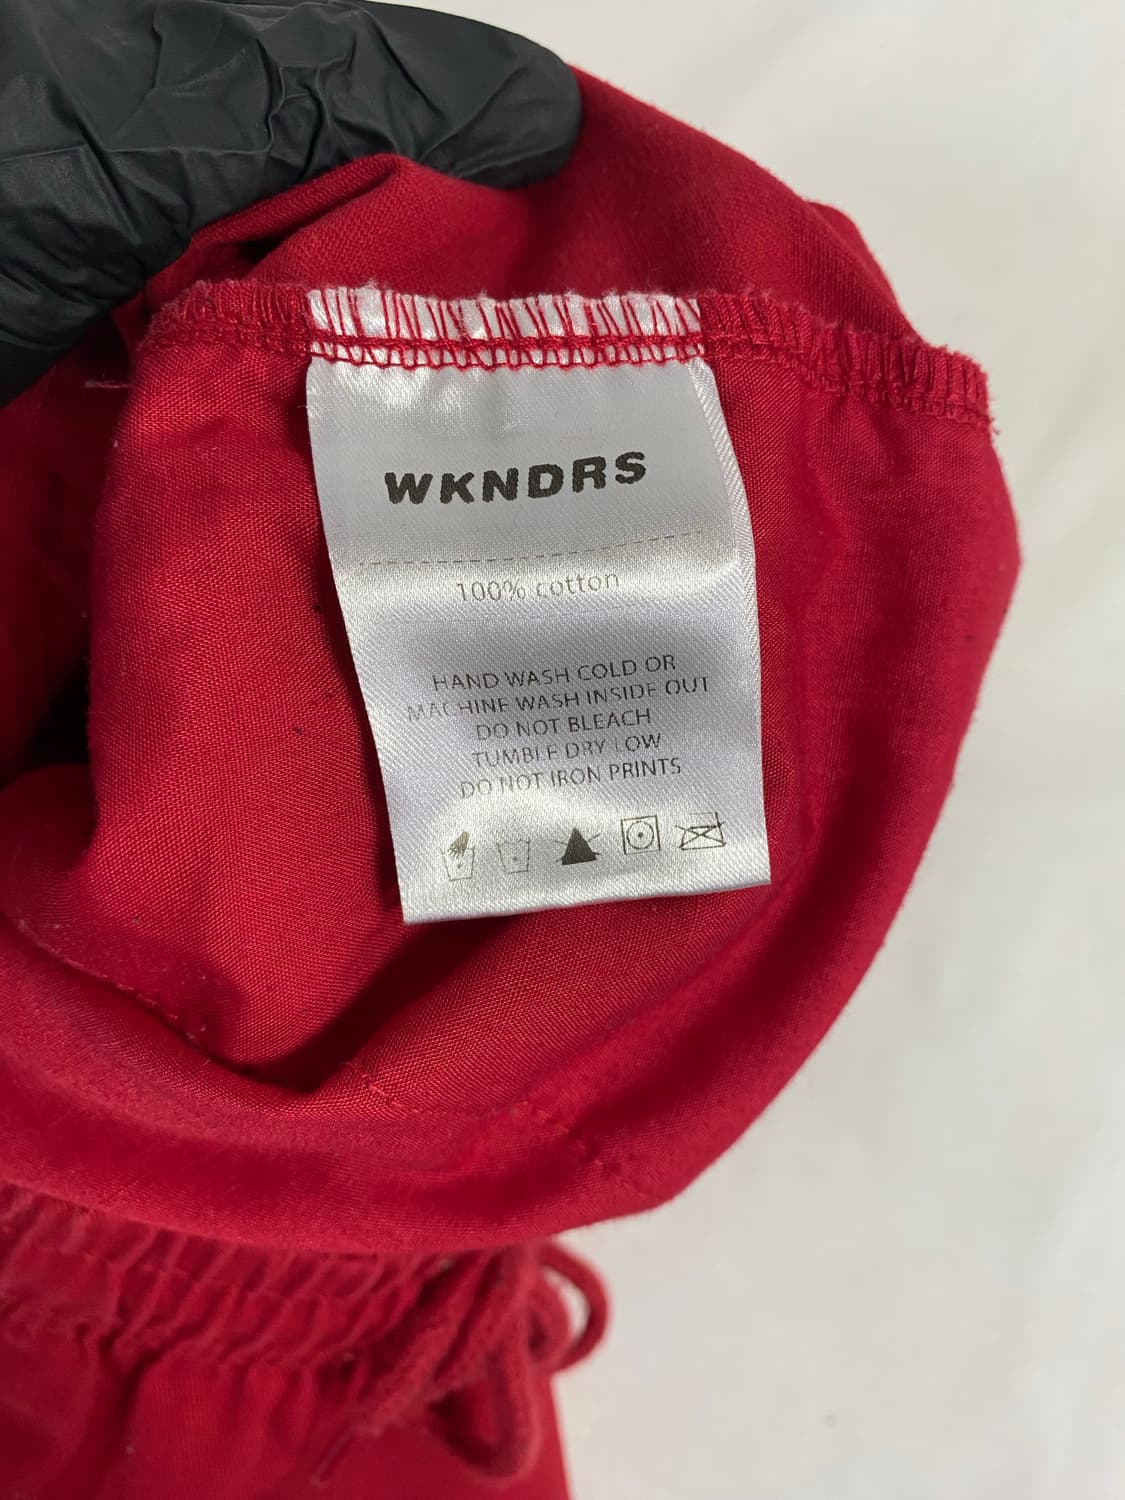 WKNDRS
100% cotton
HAND WASH COLD OR
MACHINE WASH INSIDE OUT
DO NOT BLEACH
TUMBLE DRY LOW
DO NOT IRON PRINTS